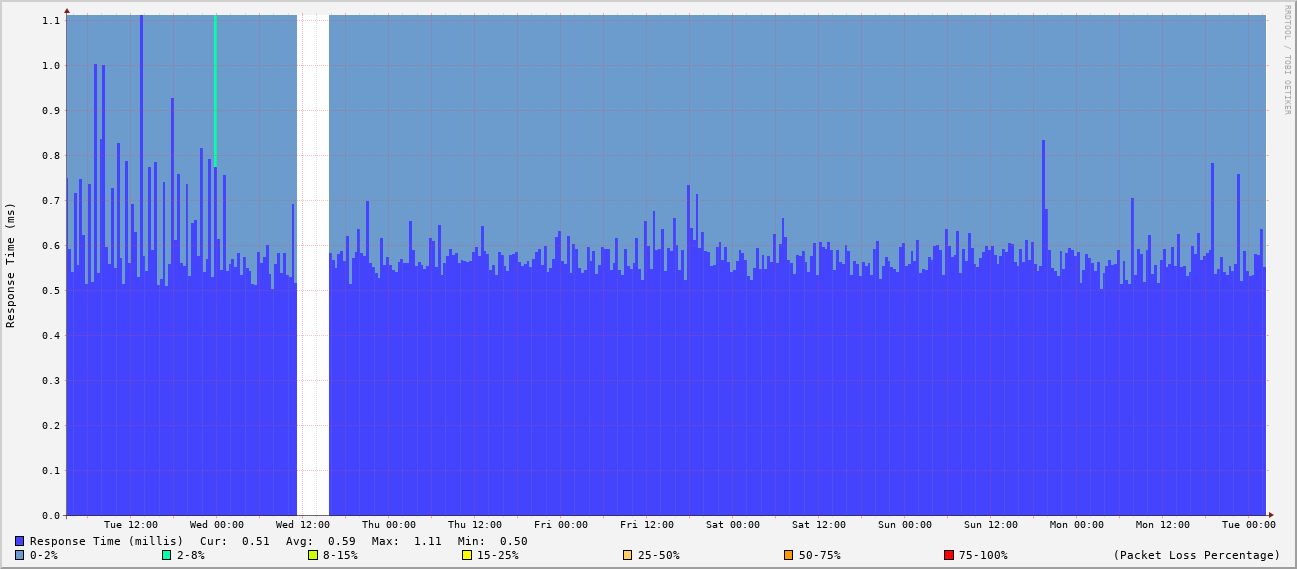 RRDTOOL / TOBI OETIKER
Response Time (ms)
1.1
1.0
0.9
0.8
0.7
0.6
0.5
0.4
0.3
0.2
0.1
0.0
Tue 12:00 Wed 00:00 Wed 12:00 Thu 00:00 Thu 12:00 Fri 00:00 Fri 12:00 Sat 00:00 Sat 12:00 Sun 00:00 Sun 12:00 Mon 00:00 Mon 12:00 Tue 00:00
Response Time (millis) Cur: 0.51 Avg: 0.59 Max: 1.11 Min: 0.50
0-2% 2-8% 8-15% 15-25% 25-50% 50-75% 75-100% (Packet Loss Percentage)